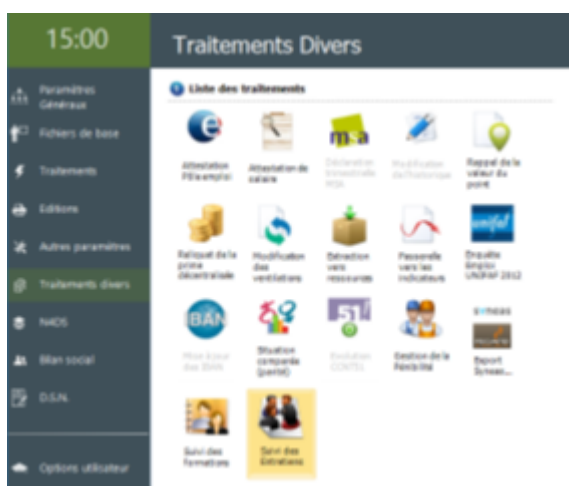 15:00
Traitements Divers
Paramètres
Généraux
Fichiers de base
Traitements
Editions
Autres paramètres
Traitements divers
N4DS
Bilan social
D.S.N.
Options utilisateur
Liste des traitements
Attestation
Pôle emploi
Attestation de
salaire
msa
Déclaration
trimestrielle
MSA
Modification
de l'historique
Rappel de la
valeur du
point
Reliquat de la
prime
décentralisée
Modification
des
ventilations
Extraction
vers
ressources
Passerelle
vers les
indicateurs
unifaf
Enquête
Emploi
UNIFAF 2012
IBAN
Mise à jour
des IBAN
Situation
comparée
(parité)
51
Evolution
CCNT51
Gestion de la
Pénibilité
syneas
Export
Syneas...
Suivi des
Formations
Suivi des
Entretiens